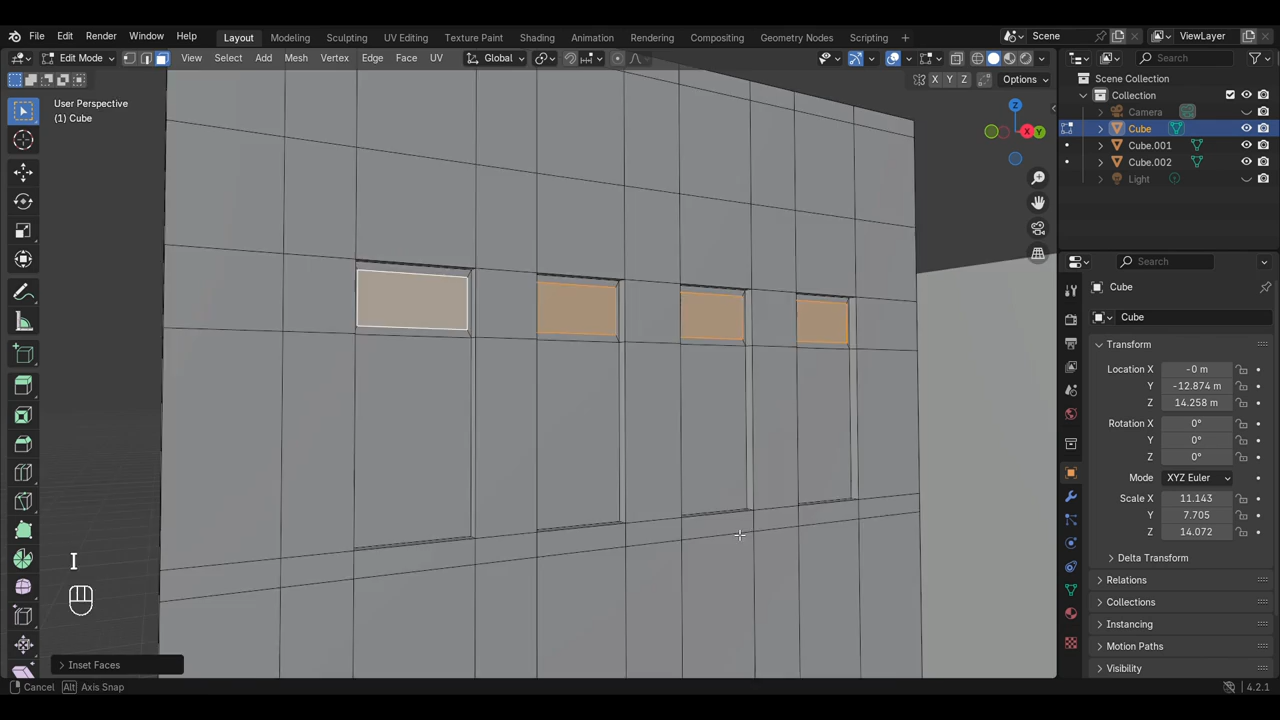 File Edit Render Window Help
Layout Modeling Sculpting UV Editing Texture Paint Shading Animation Rendering Compositing Geometry Nodes Scripting +
Scene
ViewLayer
Edit Mode View Select Add Mesh Vertex Edge Face UV
Global
X Y Z Options
Search
User Perspective
(1) Cube
Z
X Y
Scene Collection
Collection
Camera
Cube
Cube.001
Cube.002
Light
Search
Cube
Cube
Transform
Location X -0 m
Y -12.874 m
Z 14.258 m
Rotation X 0°
Y 0°
Z 0°
Mode XYZ Euler
Scale X 11.143
Y 7.705
Z 14.072
Delta Transform
Relations
Collections
Instancing
Motion Paths
Visibility
I
Inset Faces
Cancel Alt Axis Snap
4.2.1